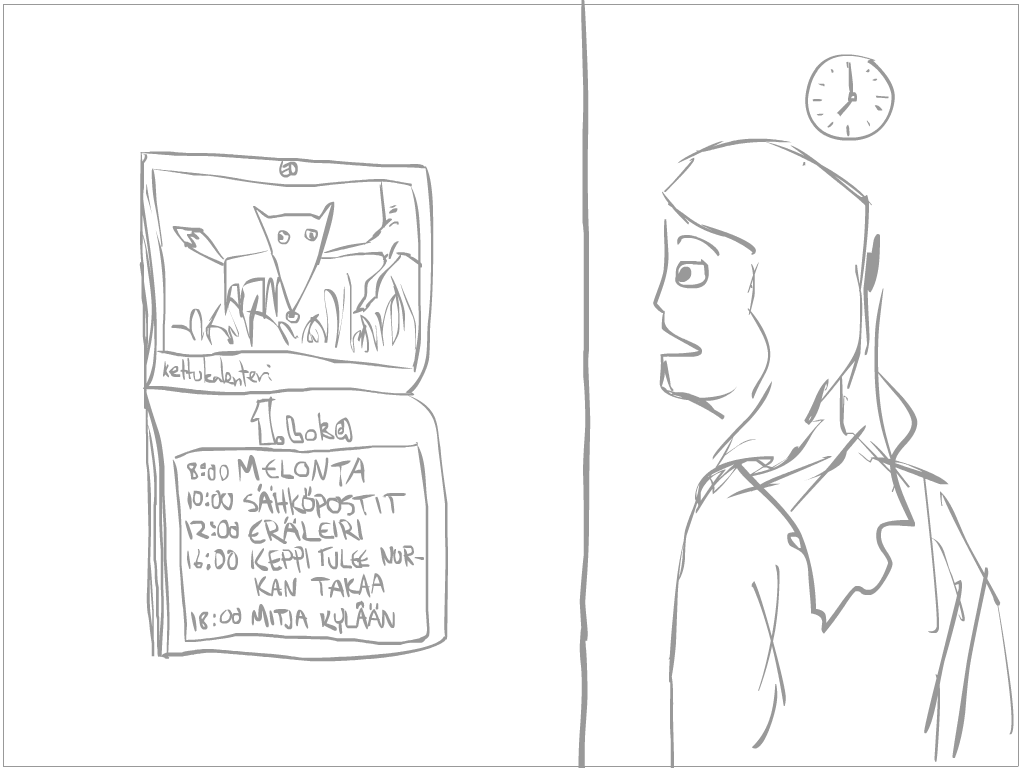 kettukalenteri
1. Loka
8:00 MELONTA
10:00 SÄHKÖPOSTIT
12:00 ERÄLEIRI
16:00 KEPPI TULEE NUR-
KAN TAKAA
18:00 MITJA KYLÄÄN